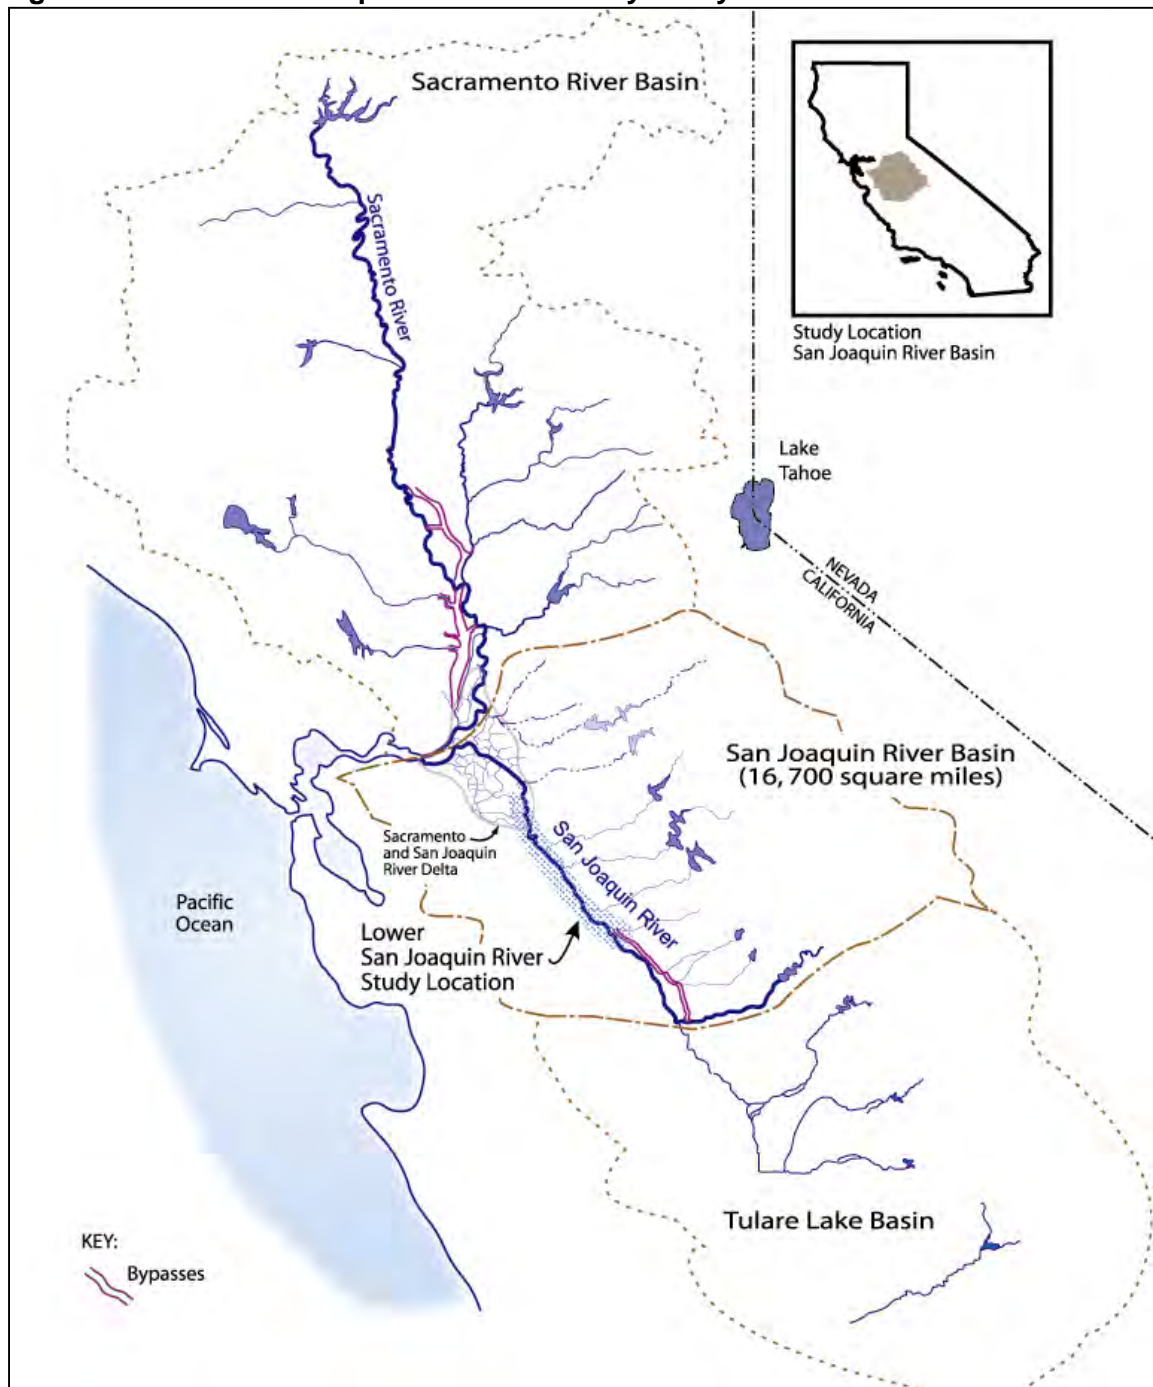 Sacramento River Basin
Sacramento River
Study Location
San Joaquin River Basin
Lake
Tahoe
NEVADA
CALIFORNIA
San Joaquin River Basin
(16,700 square miles)
San Joaquin River
Sacramento
and San Joaquin
River Delta
Pacific
Ocean
Lower
San Joaquin River
Study Location
Tulare Lake Basin
KEY:
Bypasses